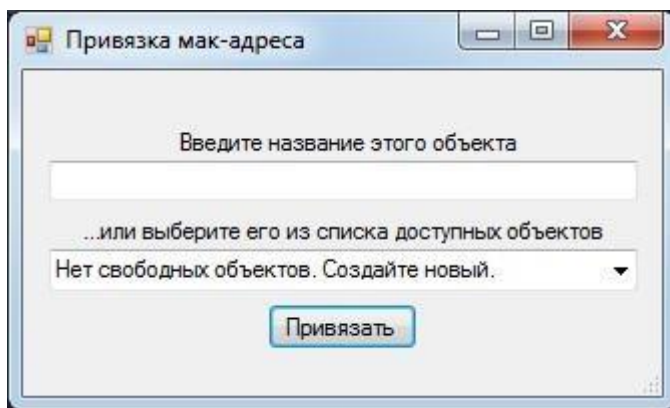 Привязка мак-адреса
Введите название этого объекта
...или выберите его из списка доступных объектов
Нет свободных объектов. Создайте новый.
Привязать